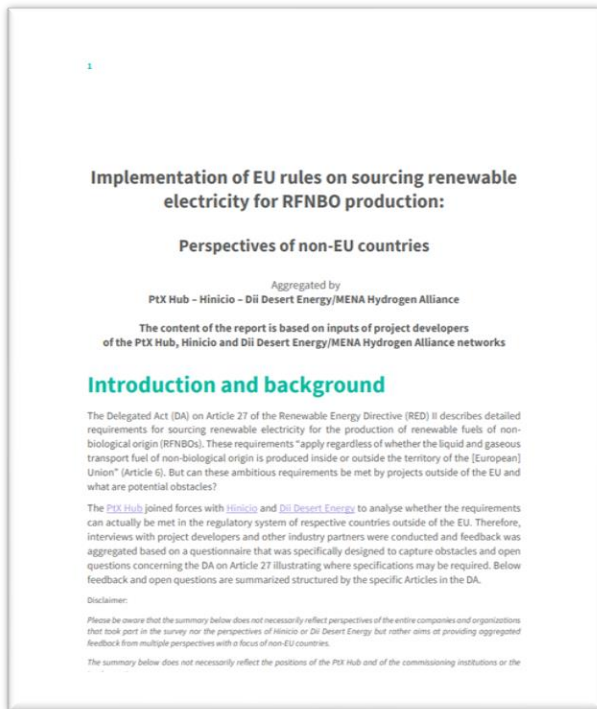 1
Implementation of EU rules on sourcing renewable
electricity for RFNBO production:
Perspectives of non-EU countries
Aggregated by
PtX Hub – Hinicio – Dii Desert Energy/MENA Hydrogen Alliance
The content of the report is based on inputs of project developers
of the PtX Hub, Hinicio and Dii Desert Energy/MENA Hydrogen Alliance networks
Introduction and background
The Delegated Act (DA) on Article 27 of the Renewable Energy Directive (RED) II describes detailed
requirements for sourcing renewable electricity for the production of renewable fuels of non-
biological origin (RFNBOs). These requirements “apply regardless of whether the liquid and gaseous
transport fuel of non-biological origin is produced inside or outside the territory of the [European]
Union” (Article 6). But can these ambitious requirements be met by projects outside of the EU and
what are potential obstacles?
The PtX Hub joined forces with Hinicio and Dii Desert Energy to analyse whether the requirements
can actually be met in the regulatory system of respective countries outside of the EU. Therefore,
interviews with project developers and other industry partners were conducted and feedback was
aggregated based on a questionnaire that was specifically designed to capture obstacles and open
questions concerning the DA on Article 27 illustrating where specifications may be required. Below
feedback and open questions are summarized structured by the specific Articles in the DA.
Disclaimer:
Please be aware that the summary below does not necessarily reflect perspectives of the entire companies and organizations
that took part in the survey nor the perspectives of Hinicio or Dii Desert Energy but rather aims at providing aggregated
feedback from multiple perspectives with a focus of non-EU countries.
The summary below does not necessarily reflect the positions of the PtX Hub and of the commissioning institutions or the